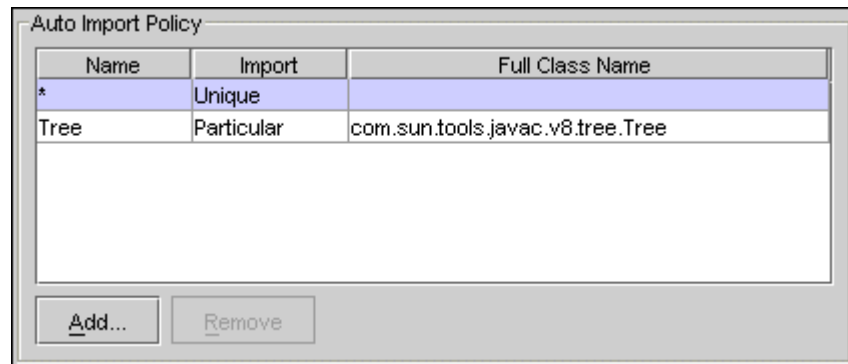 Auto Import Policy
Name Import Full Class Name
* Unique
Tree Particular com.sun.tools.javac.v8.tree.Tree
Add... Remove